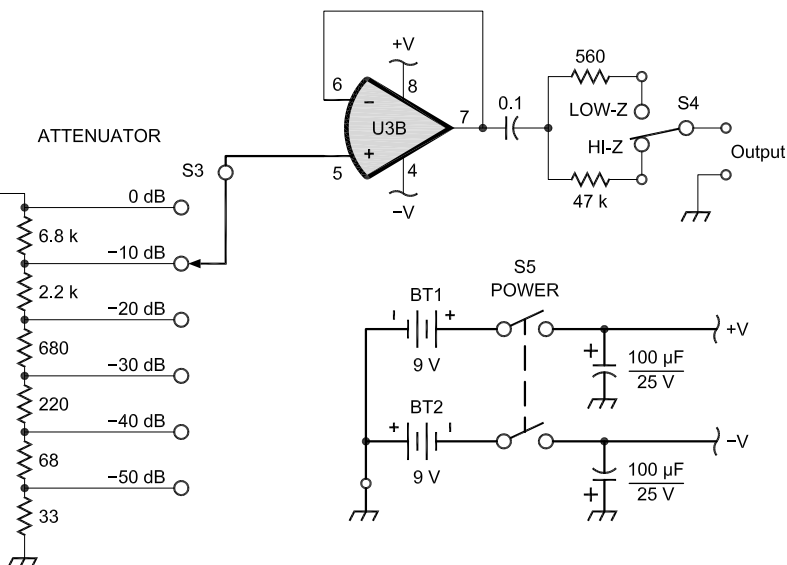 +V
6
8
−
560
0.1
7
U3B
LOW-Z
S4
ATTENUATOR
+
HI-Z
Output
S3
5
4
0 dB
47 k
−V
6.8 k
−10 dB
S5
POWER
2.2 k
BT1
−20 dB
+
+V
680
9 V
+
100 µF
25 V
−30 dB
220
BT2
−40 dB
+
−V
68
9 V
100 µF
+
25 V
−50 dB
33